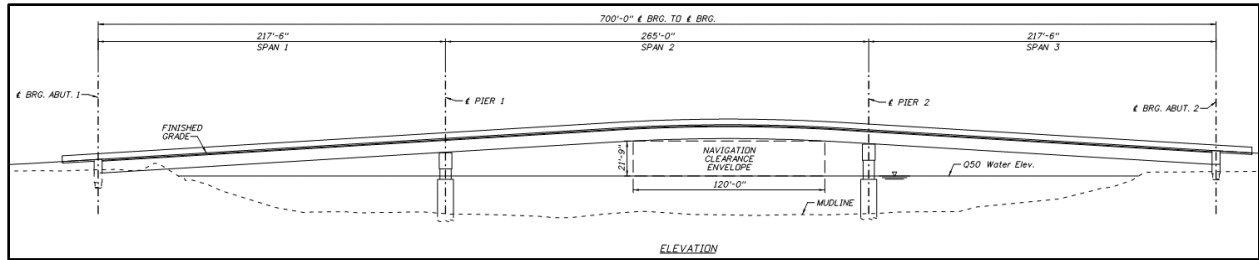 700'-0" ℄ BRG. TO ℄ BRG.
217'-6"
SPAN 1
265'-0"
SPAN 2
217'-6"
SPAN 3
℄ BRG. ABUT. 1
℄ PIER 1
℄ PIER 2
℄ BRG. ABUT. 2
FINISHED
GRADE
21'-9"
NAVIGATION
CLEARANCE
ENVELOPE
Q50 Water Elev.
120'-0"
MUDLINE
ELEVATION